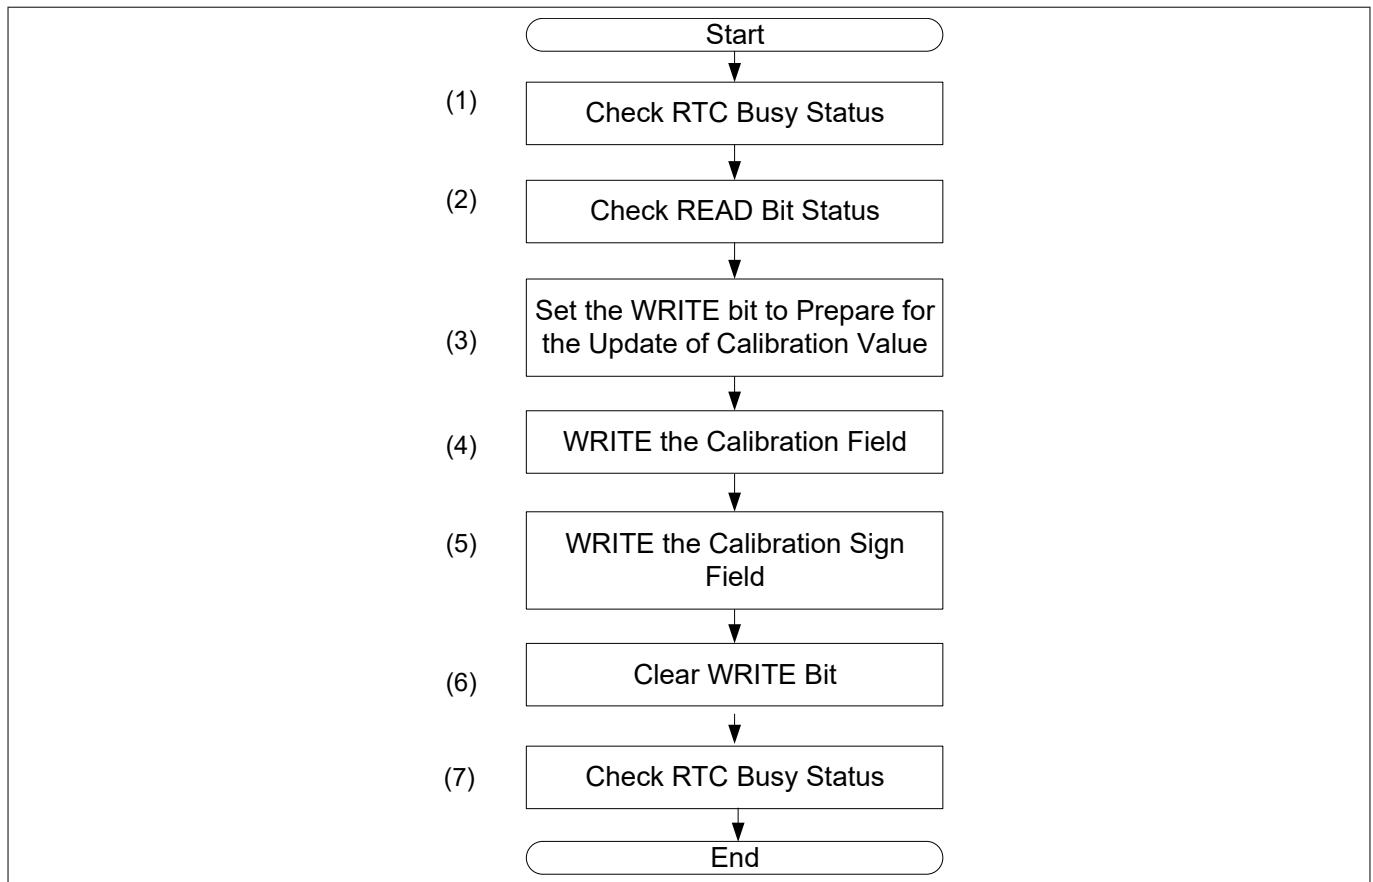 Start
(1)
Check RTC Busy Status
(2)
Check READ Bit Status
(3)
Set the WRITE bit to Prepare for
the Update of Calibration Value
(4)
WRITE the Calibration Field
(5)
WRITE the Calibration Sign
Field
(6)
Clear WRITE Bit
(7)
Check RTC Busy Status
End